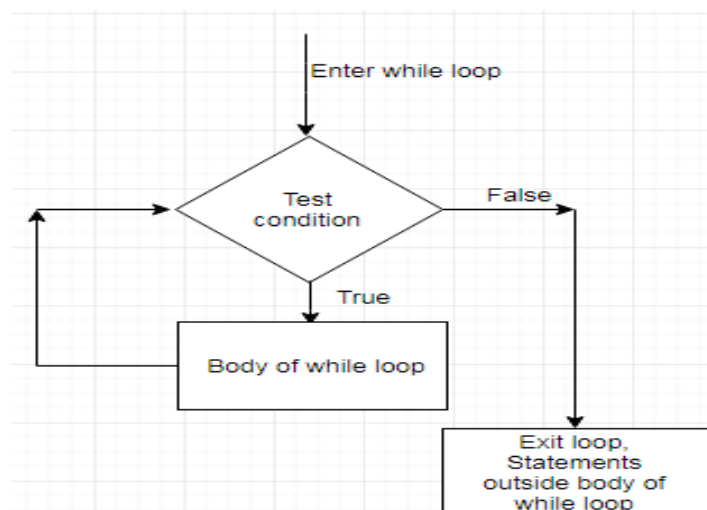 Enter while loop
Test
condition
False
True
Body of while loop
Exit loop,
Statements
outside body of
while loop